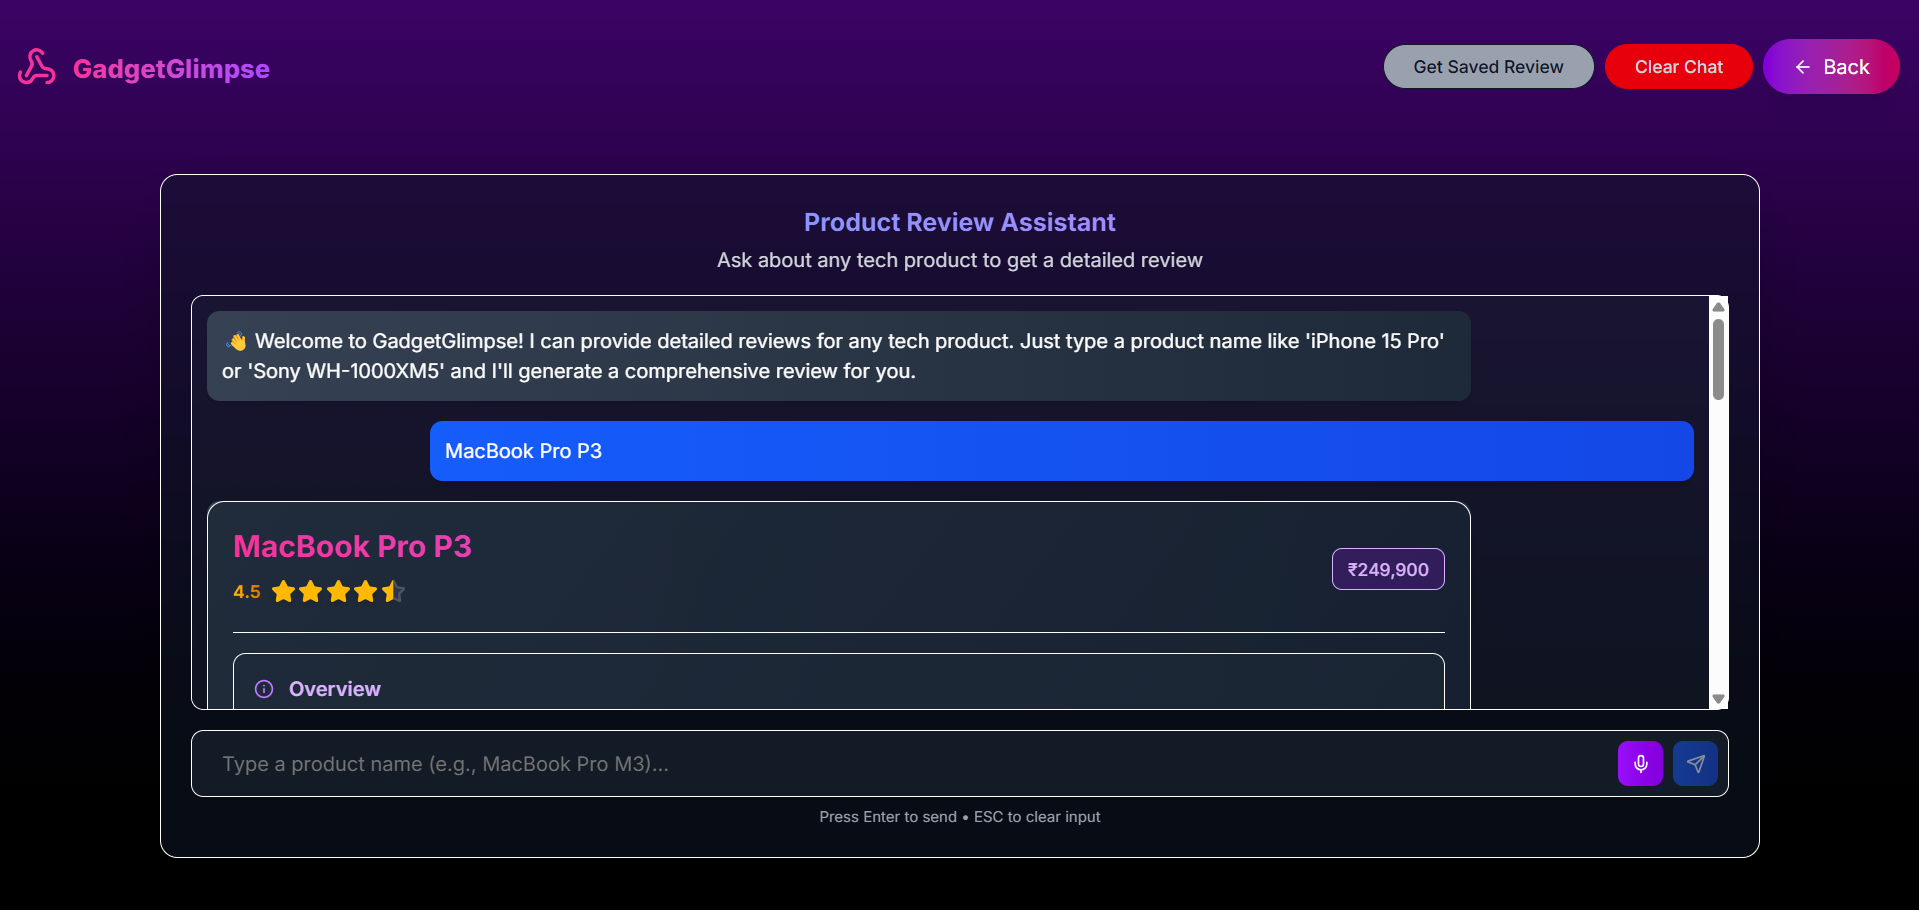 GadgetGlimpse
Get Saved Review
Clear Chat
Back
Product Review Assistant
Ask about any tech product to get a detailed review
👋 Welcome to GadgetGlimpse! I can provide detailed reviews for any tech product. Just type a product name like 'iPhone 15 Pro'
or 'Sony WH-1000XM5' and I'll generate a comprehensive review for you.
MacBook Pro P3
MacBook Pro P3
4.5
₹249,900
Overview
Type a product name (e.g., MacBook Pro M3)...
Press Enter to send • ESC to clear input